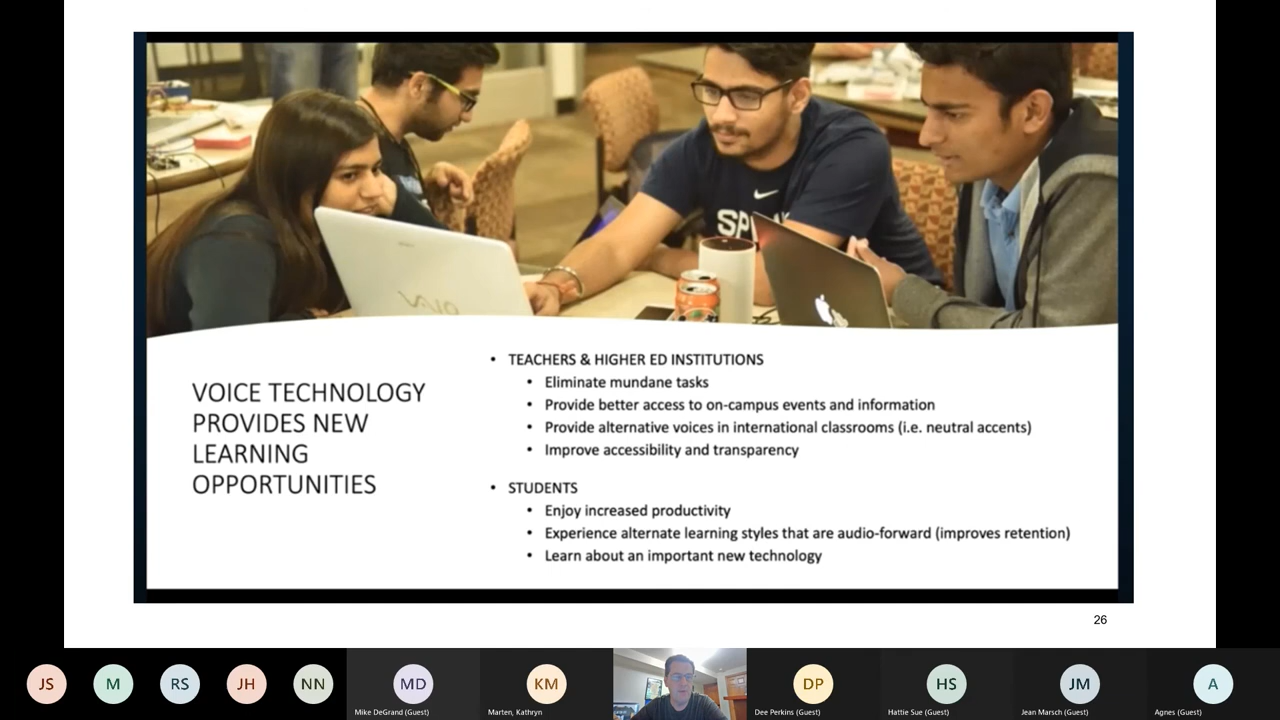 SP
VAIO
VOICE TECHNOLOGY
PROVIDES NEW
LEARNING
OPPORTUNITIES
• TEACHERS & HIGHER ED INSTITUTIONS
• Eliminate mundane tasks
• Provide better access to on-campus events and information
• Provide alternative voices in international classrooms (i.e. neutral accents)
• Improve accessibility and transparency
• STUDENTS
• Enjoy increased productivity
• Experience alternate learning styles that are audio-forward (improves retention)
• Learn about an important new technology
26
JS M RS JH NN MD KM DP HS JM A
Mike DeGrand (Guest) Marten, Kathryn Dee Perkins (Guest) Hattie Sue (Guest) Jean Marsch (Guest) Agnes (Guest)